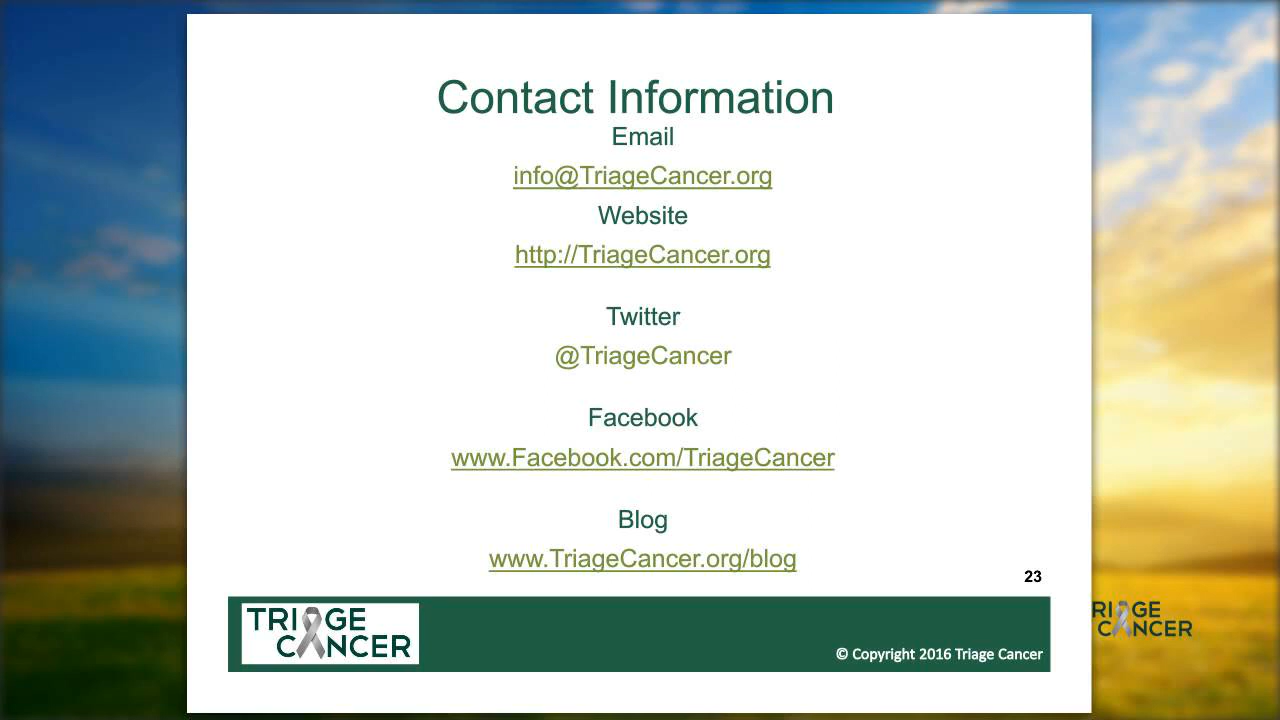 Contact Information
Email
info@TriageCancer.org
Website
http://TriageCancer.org
Twitter
@TriageCancer
Facebook
www.Facebook.com/TriageCancer
Blog
www.TriageCancer.org/blog
23
TRIAGE
CANCER
© Copyright 2016 Triage Cancer
RIAGE
CANCER